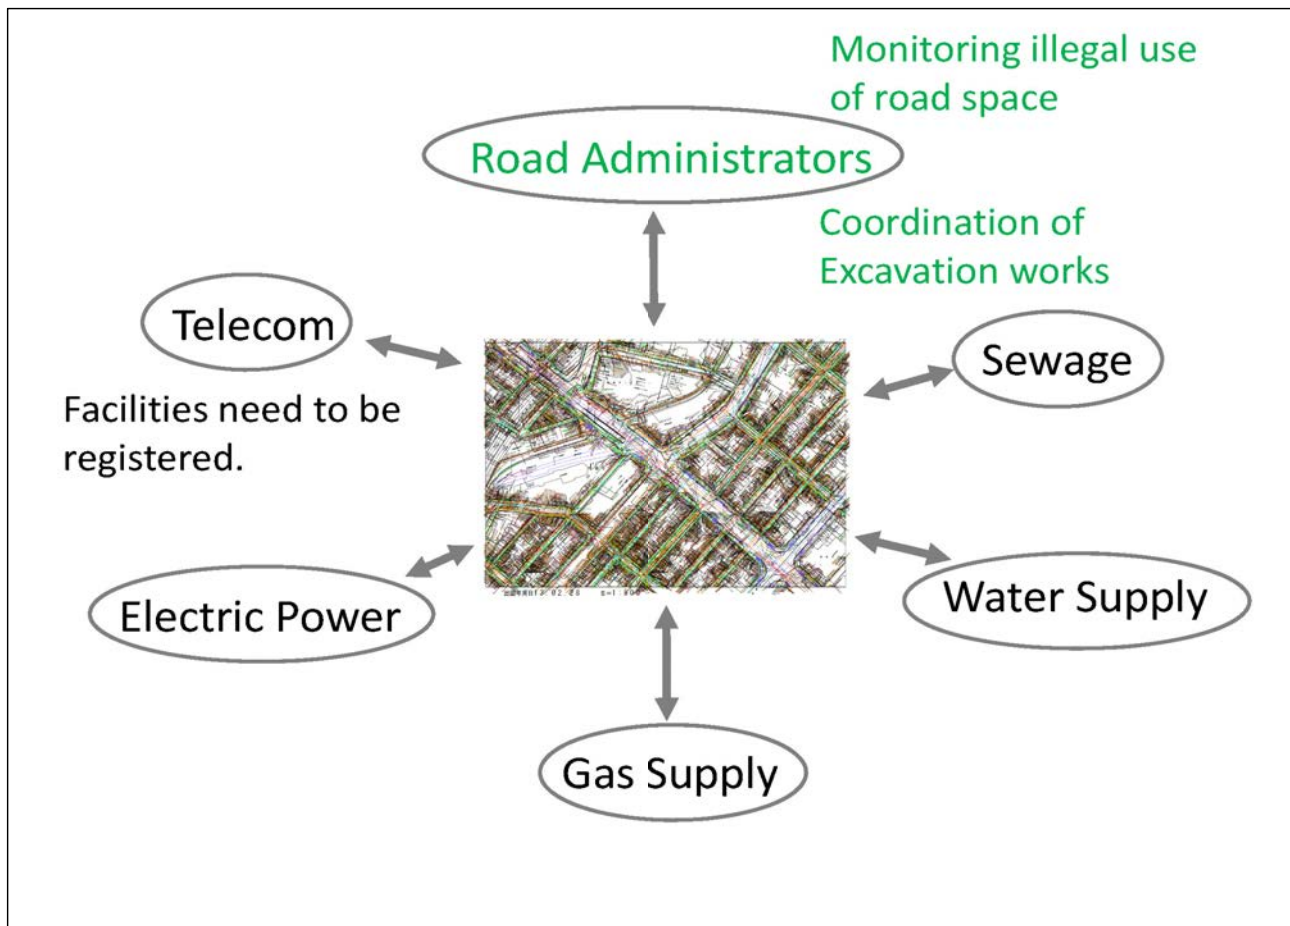 Monitoring illegal use
of road space
Road Administrators
Coordination of
Excavation works
Telecom
Sewage
Facilities need to be
registered.
Electric Power
Water Supply
Gas Supply